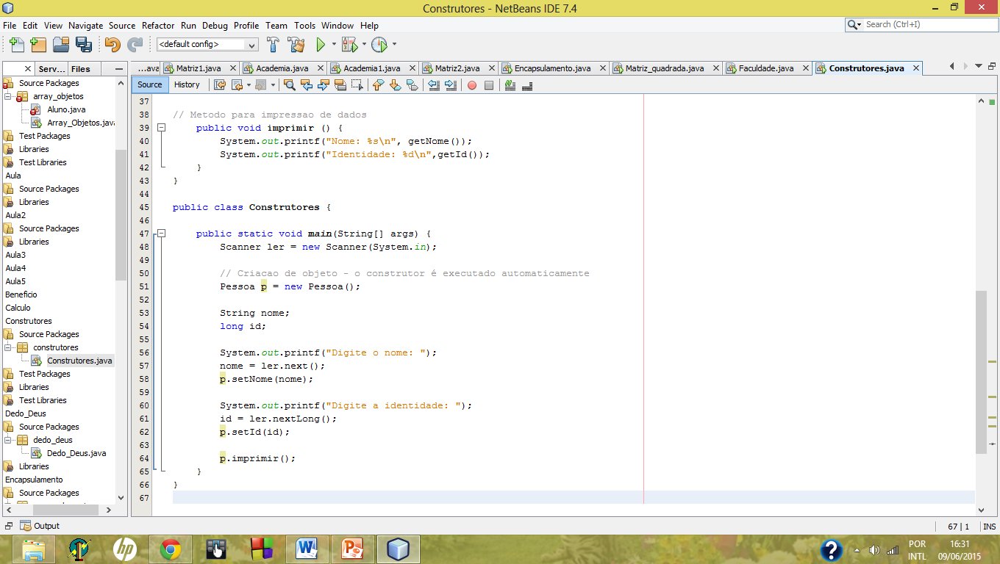 Construtores - NetBeans IDE 7.4
File Edit View Navigate Source Refactor Run Debug Profile Team Tools Window Help
Search (Ctrl+I)
<default config>
Serv... Files
...ava Matriz1.java Academia.java Academia1.java Matriz2.java Encapsulamento.java Matriz_quadrada.java Faculdade.java Construtores.java
Source History
Source Packages
array_objetos
Aluno.java
Array_Objetos.java
Test Packages
Libraries
Test Libraries
Aula
Source Packages
Libraries
Aula2
Source Packages
Libraries
Aula3
Aula4
Aula5
Beneficio
Calculo
Construtores
Source Packages
construtores
Construtores.java
Test Packages
Libraries
Test Libraries
Dedo_Deus
Source Packages
dedo_deus
Dedo_Deus.java
Libraries
Encapsulamento
Source Packages
37
38 // Metodo para impressao de dados
39 public void imprimir () {
40 System.out.printf("Nome: %s\n", getNome());
41 System.out.printf("Identidade: %d\n",getId());
42 }
43 }
44
45 public class Construtores {
46
47 public static void main(String[] args) {
48 Scanner ler = new Scanner(System.in);
49
50 // Criacao de objeto - o construtor é executado automaticamente
51 Pessoa p = new Pessoa();
52
53 String nome;
54 long id;
55
56 System.out.printf("Digite o nome: ");
57 nome = ler.next();
58 p.setNome(nome);
59
60 System.out.printf("Digite a identidade: ");
61 id = ler.nextLong();
62 p.setId(id);
63
64 p.imprimir();
65 }
66 }
67
Output
67 | 1 INS
POR 16:31
INTL 09/06/2015